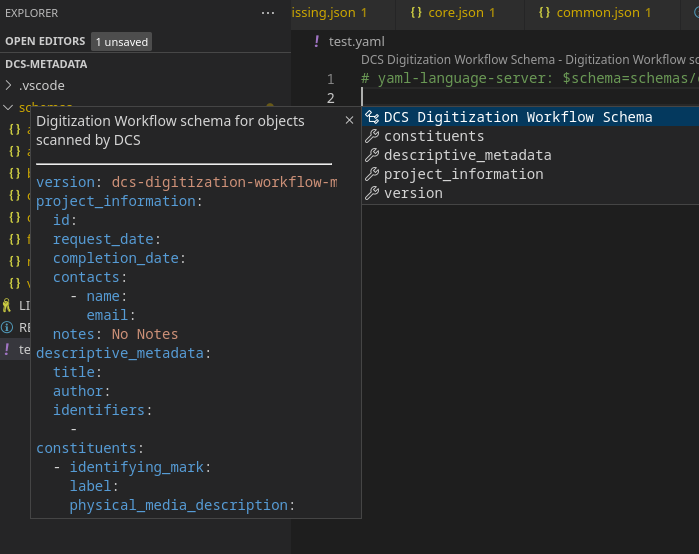 EXPLORER ···
OPEN EDITORS 1 unsaved
DCS-METADATA
.vscode
schemas
LI
RE
te
issing.json 1
{} core.json 1
{} common.json 1
! test.yaml
DCS Digitization Workflow Schema - Digitization Workflow sc
1 # yaml-language-server: $schema=schemas/
2
DCS Digitization Workflow Schema
constituents
descriptive_metadata
project_information
version
Digitization Workflow schema for objects
scanned by DCS
version: dcs-digitization-workflow-m
project_information:
id:
request_date:
completion_date:
contacts:
- name:
email:
notes: No Notes
descriptive_metadata:
title:
author:
identifiers:
-
constituents:
- identifying_mark:
label:
physical_media_description: